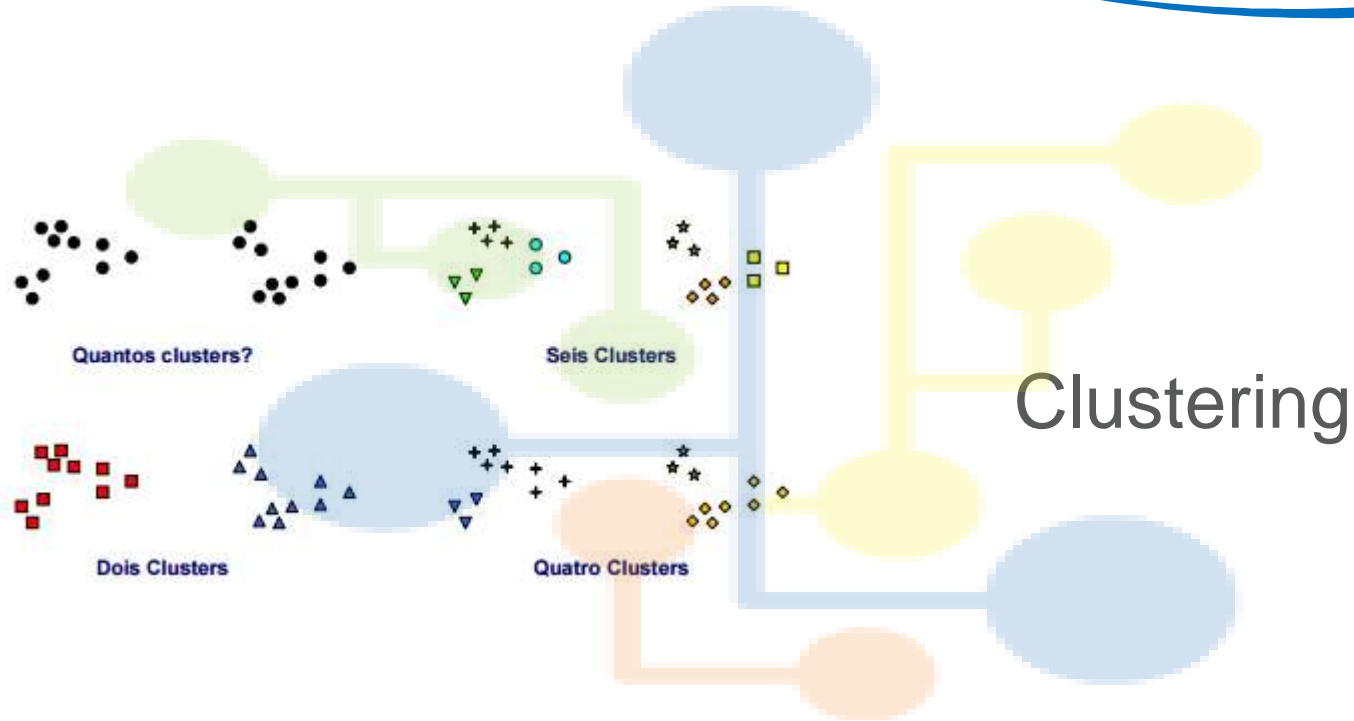 Quantos clusters?
Seis Clusters
Clustering
Dois Clusters
Quatro Clusters